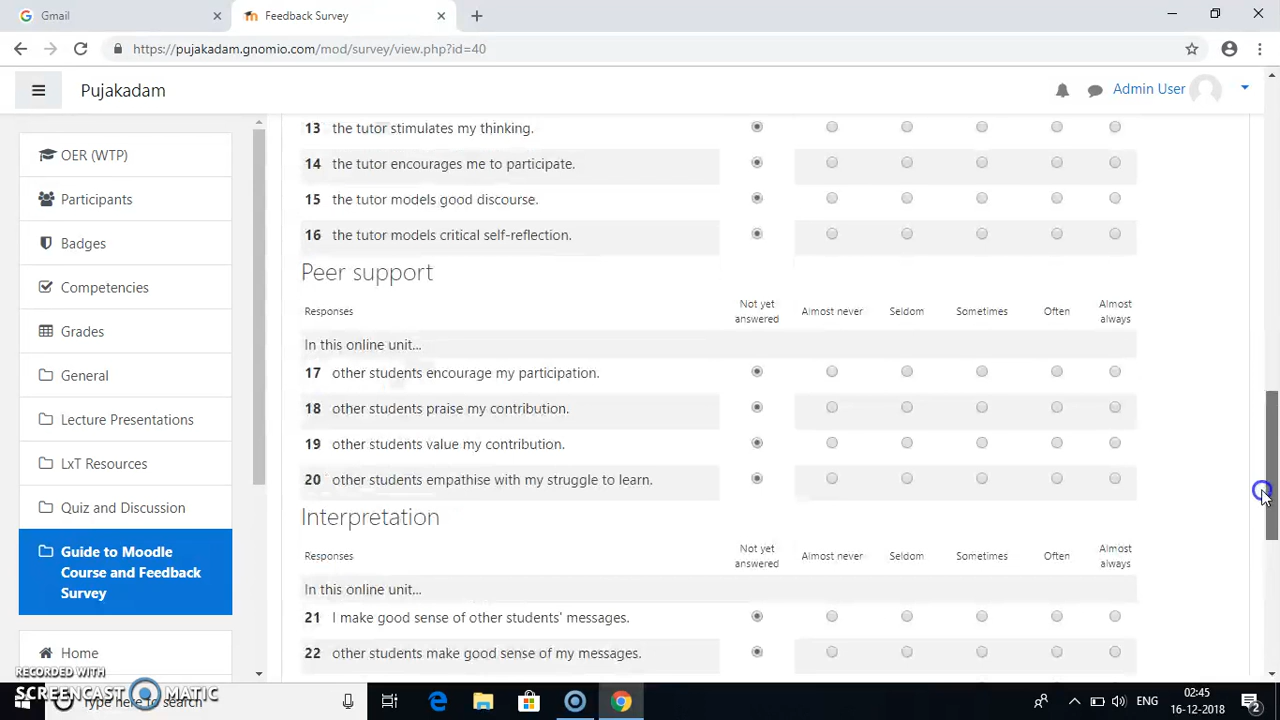 Gmail
Feedback Survey
https://pujakadam.gnomio.com/mod/survey/view.php?id=40
Pujakadam
Admin User
OER (WTP)
Participants
Badges
Competencies
Grades
General
Lecture Presentations
LxT Resources
Quiz and Discussion
Guide to Moodle
Course and Feedback
Survey
Home
13 the tutor stimulates my thinking.
14 the tutor encourages me to participate.
15 the tutor models good discourse.
16 the tutor models critical self-reflection.
Peer support
Responses Not yet answered Almost never Seldom Sometimes Often Almost always
In this online unit...
17 other students encourage my participation.
18 other students praise my contribution.
19 other students value my contribution.
20 other students empathise with my struggle to learn.
Interpretation
Responses Not yet answered Almost never Seldom Sometimes Often Almost always
In this online unit...
21 I make good sense of other students' messages.
22 other students make good sense of my messages.
RECORDED WITH
SCREENCAST MATIC
Type here to search
ENG
02:45
16-12-2018
2